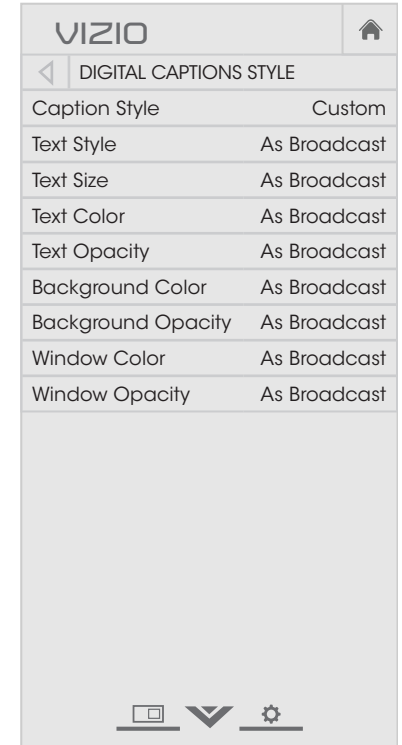 VIZIO
DIGITAL CAPTIONS STYLE
Caption Style Custom
Text Style As Broadcast
Text Size As Broadcast
Text Color As Broadcast
Text Opacity As Broadcast
Background Color As Broadcast
Background Opacity As Broadcast
Window Color As Broadcast
Window Opacity As Broadcast